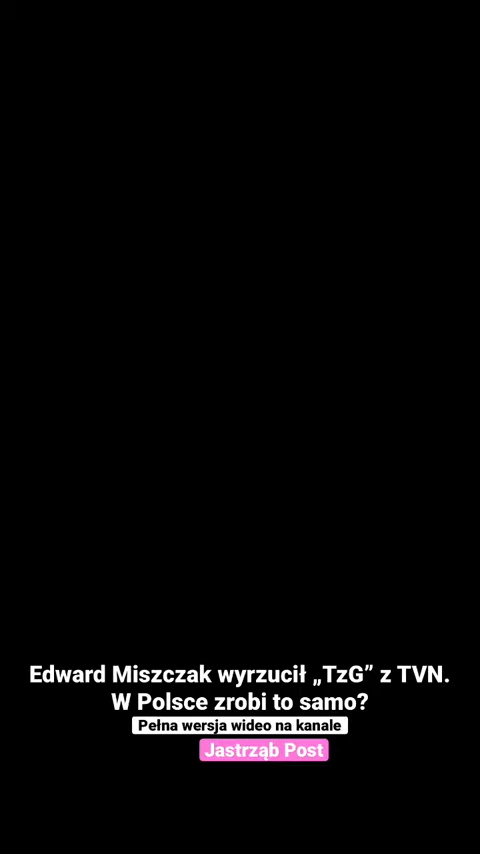 Edward Miszczak wyrzucił „TzG” z TVN.
W Polsce zrobi to samo?
Pełna wersja wideo na kanale
Jastrząb Post